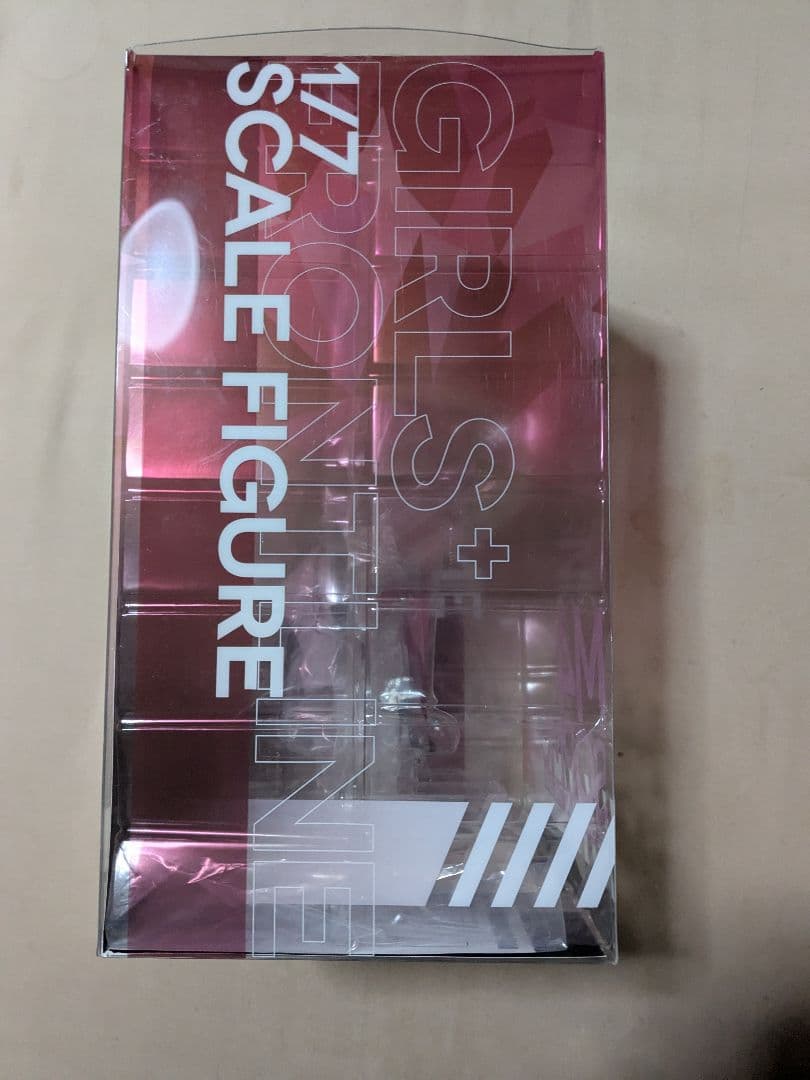 GIRLS+
FRONTLINE
1/7
SCALE FIGURE